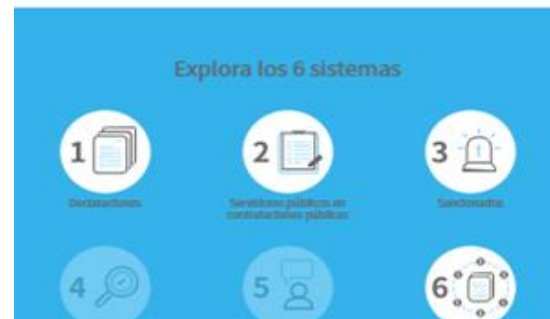 Explora los 6 sistemas
1
2
3
Declaraciones
Servidores públicos en
contrataciones públicas
Sancionados
4
5
6